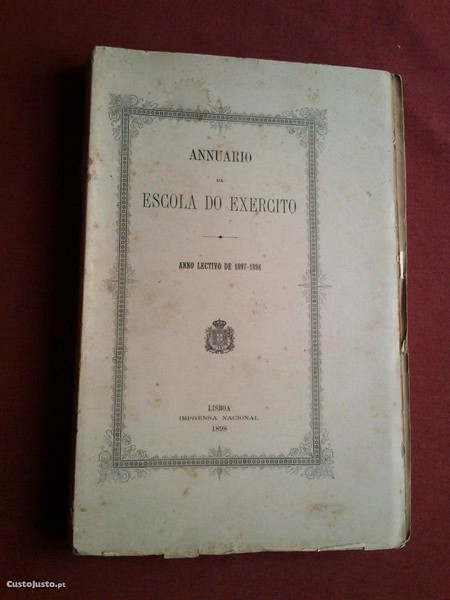 ANNUARIO
DA
ESCOLA DO EXERCITO
ANNO LECTIVO DE 1897-1898
LISBOA
IMPRENSA NACIONAL
1898
CustoJusto.pt